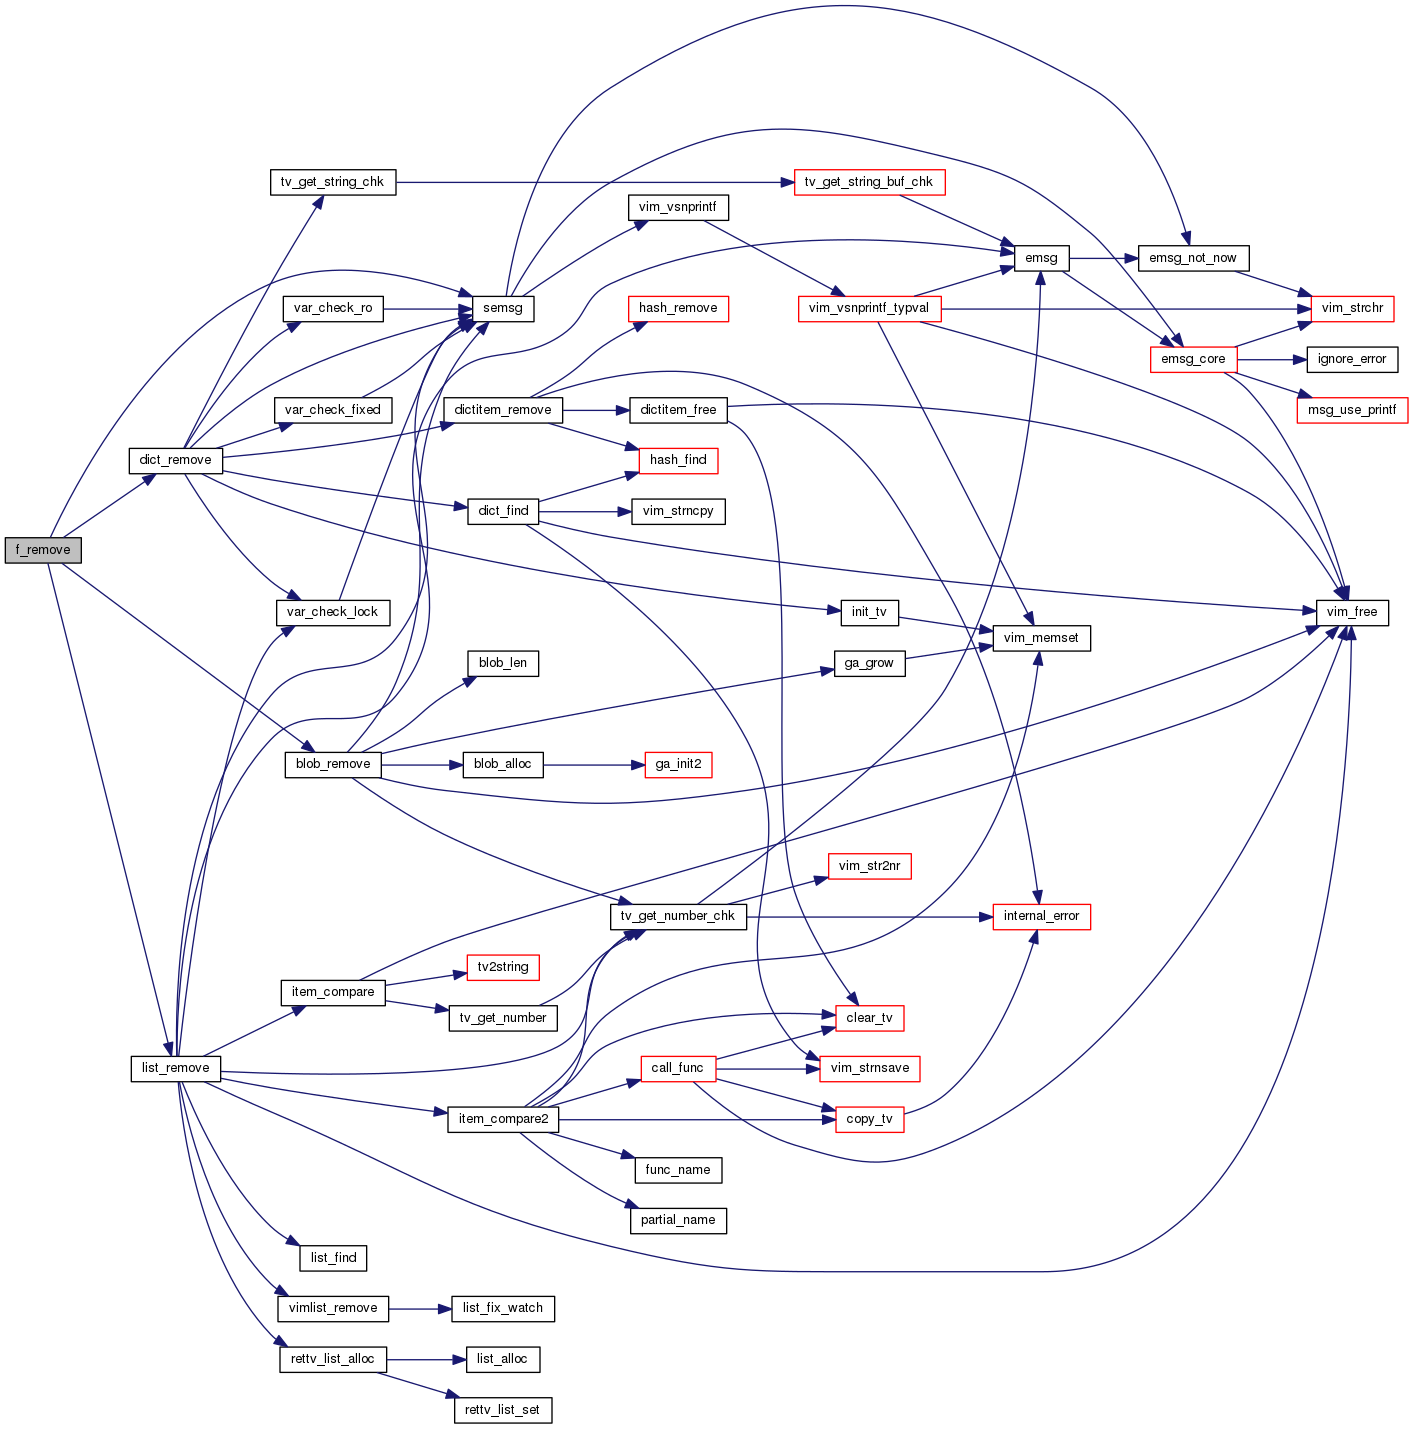 tv_get_string_chk
tv_get_string_buf_chk
vim_vsnprintf
emsg
emsg_not_now
var_check_ro
semsg
hash_remove
vim_vsnprintf_typval
vim_strchr
emsg_core
ignore_error
var_check_fixed
dictitem_remove
dictitem_free
msg_use_printf
dict_remove
hash_find
dict_find
vim_strncpy
f_remove
var_check_lock
init_tv
vim_free
vim_memset
blob_len
ga_grow
blob_remove
blob_alloc
ga_init2
vim_str2nr
tv_get_number_chk
internal_error
tv2string
item_compare
tv_get_number
clear_tv
list_remove
call_func
vim_strnsave
item_compare2
copy_tv
func_name
partial_name
list_find
vimlist_remove
list_fix_watch
rettv_list_alloc
list_alloc
rettv_list_set